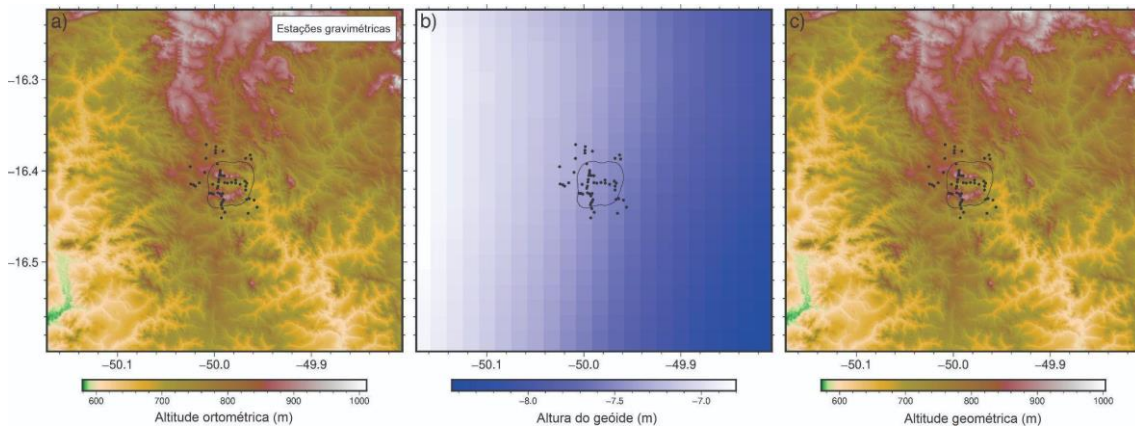 a)
Estações gravimétricas
b)
c)
−16.3
−16.4
−16.5
−50.1 −50.0 −49.9
−50.1 −50.0 −49.9
−50.1 −50.0 −49.9
600 700 800 900 1000
−8.0 −7.5 −7.0
600 700 800 900 1000
Altitude ortométrica (m)
Altura do geóide (m)
Altitude geométrica (m)